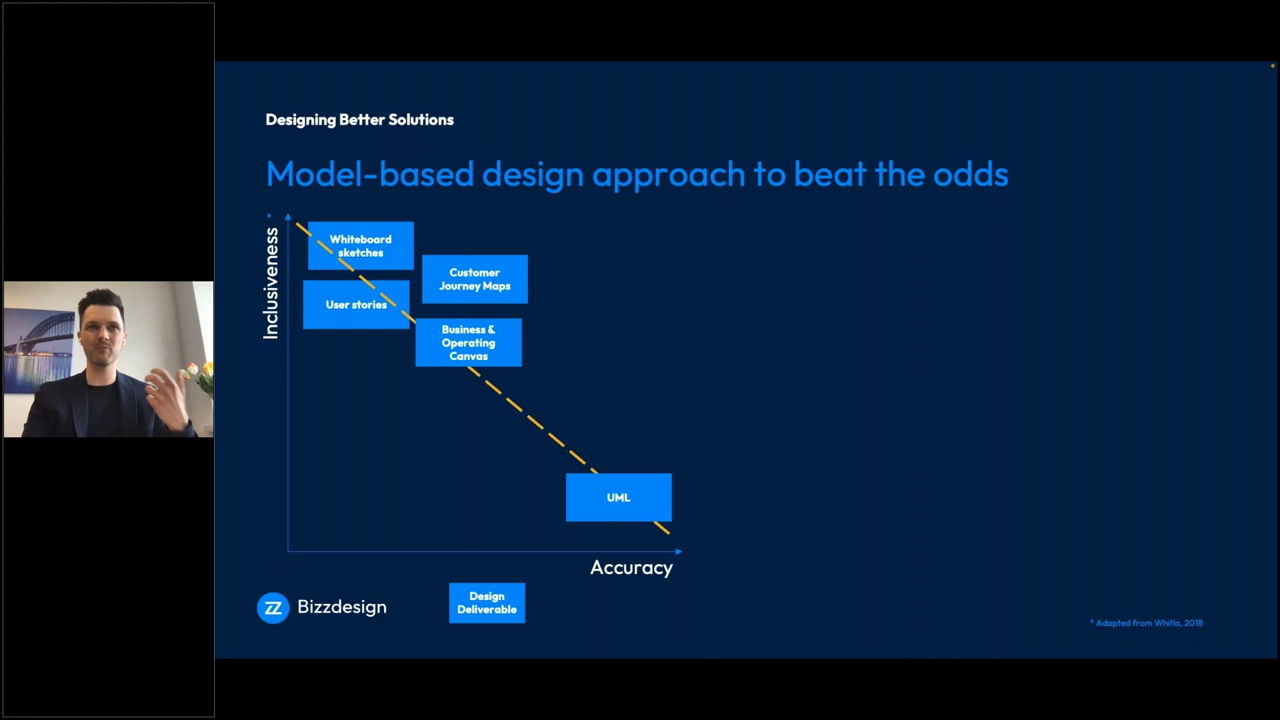 Designing Better Solutions
Model-based design approach to beat the odds
*
Inclusiveness
Whiteboard
sketches
Customer
Journey Maps
User stories
Business &
Operating
Canvas
UML
Accuracy
Design
Deliverable
Bizzdesign
* Adapted from Whitla, 2018